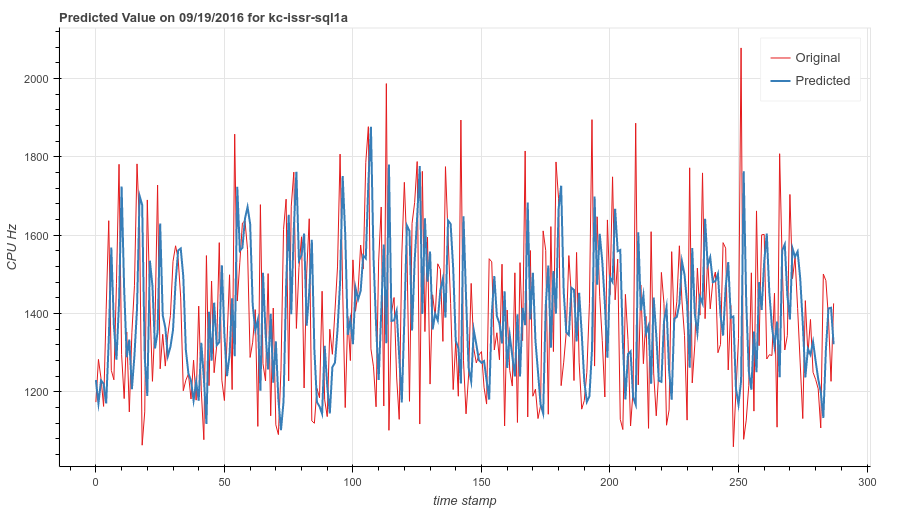 Predicted Value on 09/19/2016 for kc-issr-sql1a
Original
Predicted
CPU Hz
2000
1800
1600
1400
1200
0 50 100 150 200 250 300
time stamp